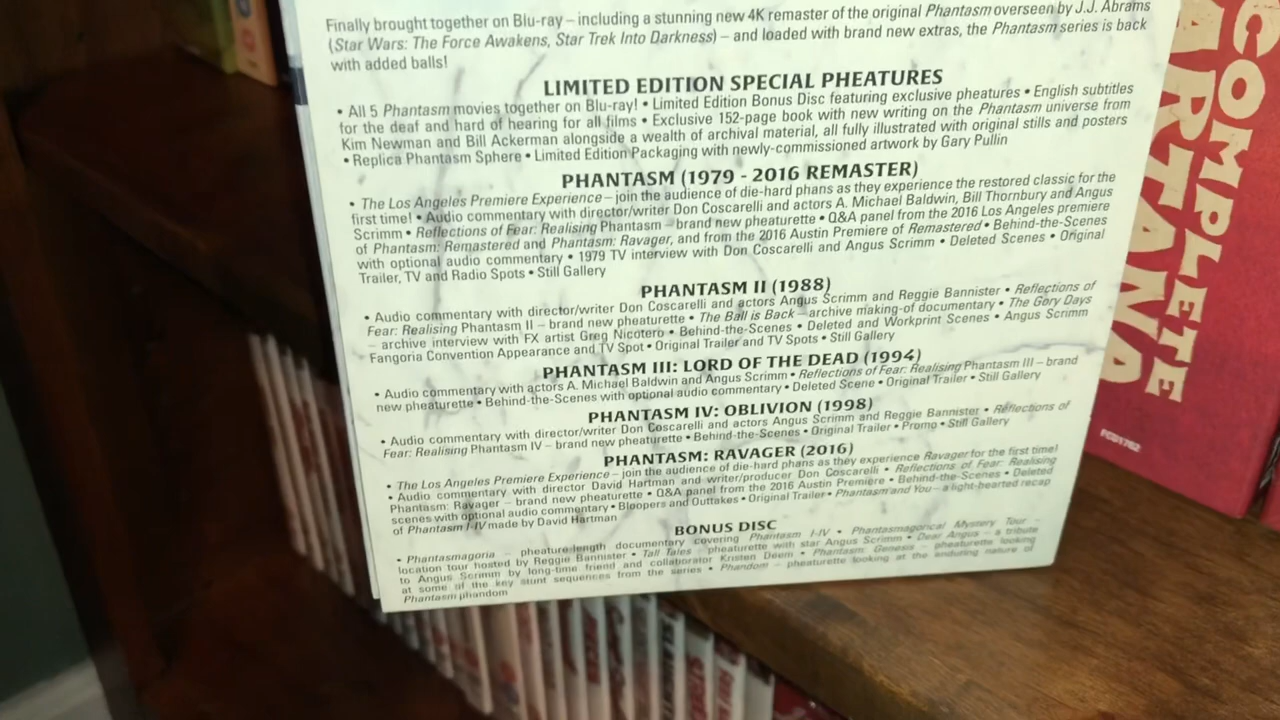 Finally brought together on Blu-ray – including a stunning new 4K remaster of the original Phantasm overseen by J.J. Abrams
(Star Wars: The Force Awakens, Star Trek Into Darkness) – and loaded with brand new extras, the Phantasm series is back
with added balls!
LIMITED EDITION SPECIAL PHEATURES
• All 5 Phantasm movies together on Blu-ray! • Limited Edition Bonus Disc featuring exclusive pheatures • English subtitles
for the deaf and hard of hearing for all films • Exclusive 152-page book with new writing on the Phantasm universe from
Kim Newman and Bill Ackerman alongside a wealth of archival material, all fully illustrated with original stills and posters
• Replica Phantasm Sphere • Limited Edition Packaging with newly-commissioned artwork by Gary Pullin
PHANTASM (1979 - 2016 REMASTER)
• The Los Angeles Premiere Experience – join the audience of die-hard phans as they experience the restored classic for the
first time! • Audio commentary with director/writer Don Coscarelli and actors A. Michael Baldwin, Bill Thornbury and Angus
Scrimm • Reflections of Fear: Realising Phantasm – brand new pheaturette • Q&A panel from the 2016 Los Angeles premiere
of Phantasm: Remastered and Phantasm: Ravager, and from the 2016 Austin Premiere of Remastered • Behind-the-Scenes
with optional audio commentary • 1979 TV interview with Don Coscarelli and Angus Scrimm • Deleted Scenes • Original
Trailer, TV and Radio Spots • Still Gallery
PHANTASM II (1988)
• Audio commentary with director/writer Don Coscarelli and actors Angus Scrimm and Reggie Bannister • Reflections of
Fear: Realising Phantasm II – brand new pheaturette • The Ball is Back – archive making-of documentary • The Gory Days
– archive interview with FX artist Greg Nicotero • Behind-the-Scenes • Deleted and Workprint Scenes • Angus Scrimm
Fangoria Convention Appearance and TV Spot • Original Trailer and TV Spots • Still Gallery
PHANTASM III: LORD OF THE DEAD (1994)
• Audio commentary with actors A. Michael Baldwin and Angus Scrimm • Reflections of Fear: Realising Phantasm III – brand
new pheaturette • Behind-the-Scenes with optional audio commentary • Deleted Scene • Original Trailer • Still Gallery
PHANTASM IV: OBLIVION (1998)
• Audio commentary with director/writer Don Coscarelli and actors Angus Scrimm and Reggie Bannister • Reflections of
Fear: Realising Phantasm IV – brand new pheaturette • Behind-the-Scenes • Original Trailer • Promo • Still Gallery
PHANTASM: RAVAGER (2016)
• The Los Angeles Premiere Experience – join the audience of die-hard phans as they experience Ravager for the first time!
• Audio commentary with director David Hartman and writer/producer Don Coscarelli • Reflections of Fear: Realising
Phantasm: Ravager – brand new pheaturette • Q&A panel from the 2016 Austin Premiere • Behind-the-Scenes • Deleted
scenes with optional audio commentary • Bloopers and Outtakes • Original Trailer • Phantasm and You – a light-hearted recap
of Phantasm I-IV made by David Hartman
BONUS DISC
• Phantasmagoria – pheature-length documentary covering Phantasm I-IV • Phantasmagorical Mystery Tour –
location tour hosted by Reggie Bannister • Tall Tales – pheaturette with star Angus Scrimm • Dear Angus – a tribute
to Angus Scrimm by long-time friend and collatiorator Kristen Deem • Phantasm: Genesis – pheaturette looking
at some of the key stunt sequences from the series • Phandom – pheaturette looking at the enduring nature of
Phantasm phandom
COMPLETE
ARTANA
FCD1762